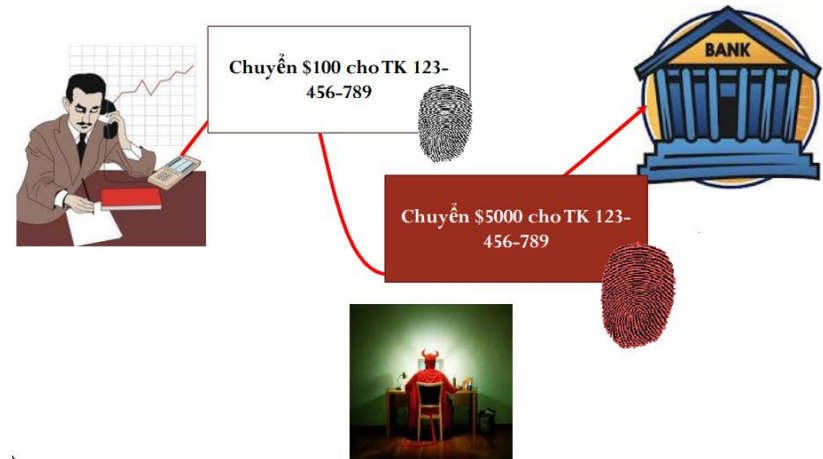 Chuyển $100 cho TK 123-
456-789
BANK
Chuyển $5000 cho TK 123-
456-789